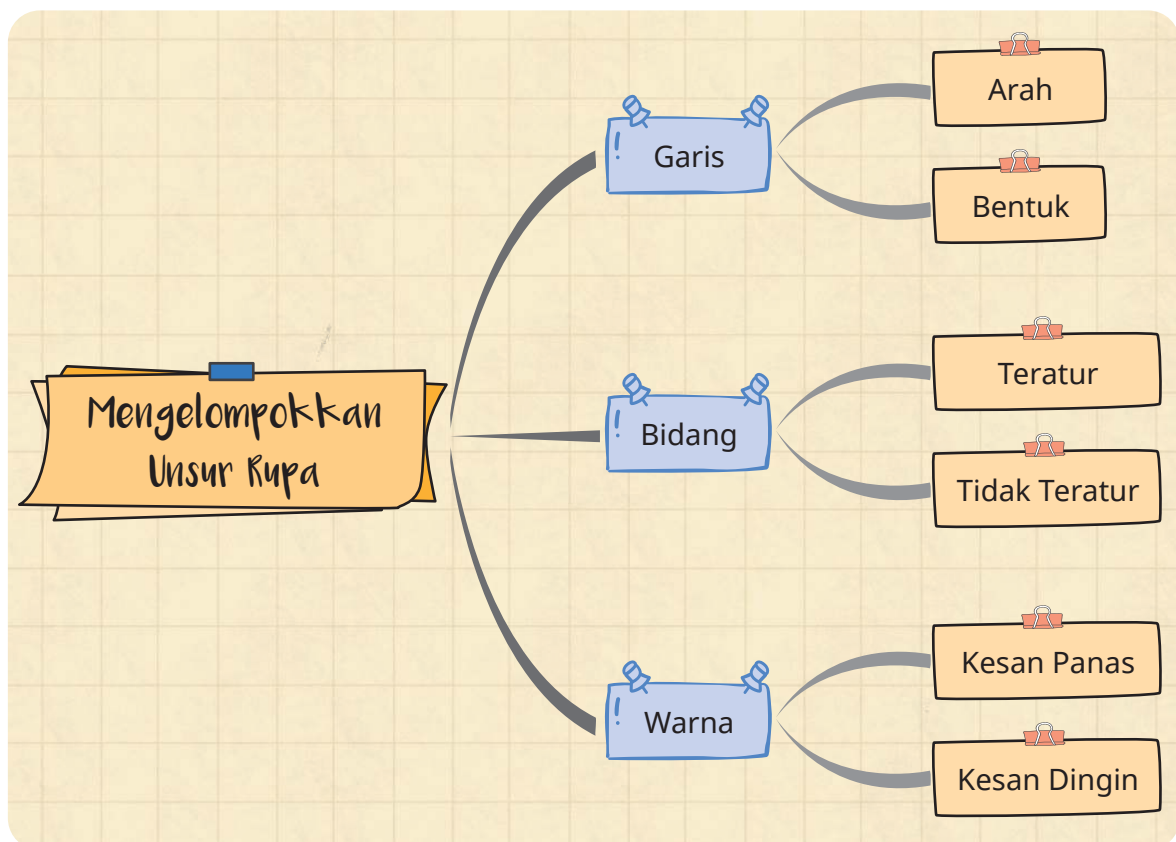 Mengelompokkan
Unsur Rupa
Garis
Arah
Bentuk
Bidang
Teratur
Tidak Teratur
Warna
Kesan Panas
Kesan Dingin